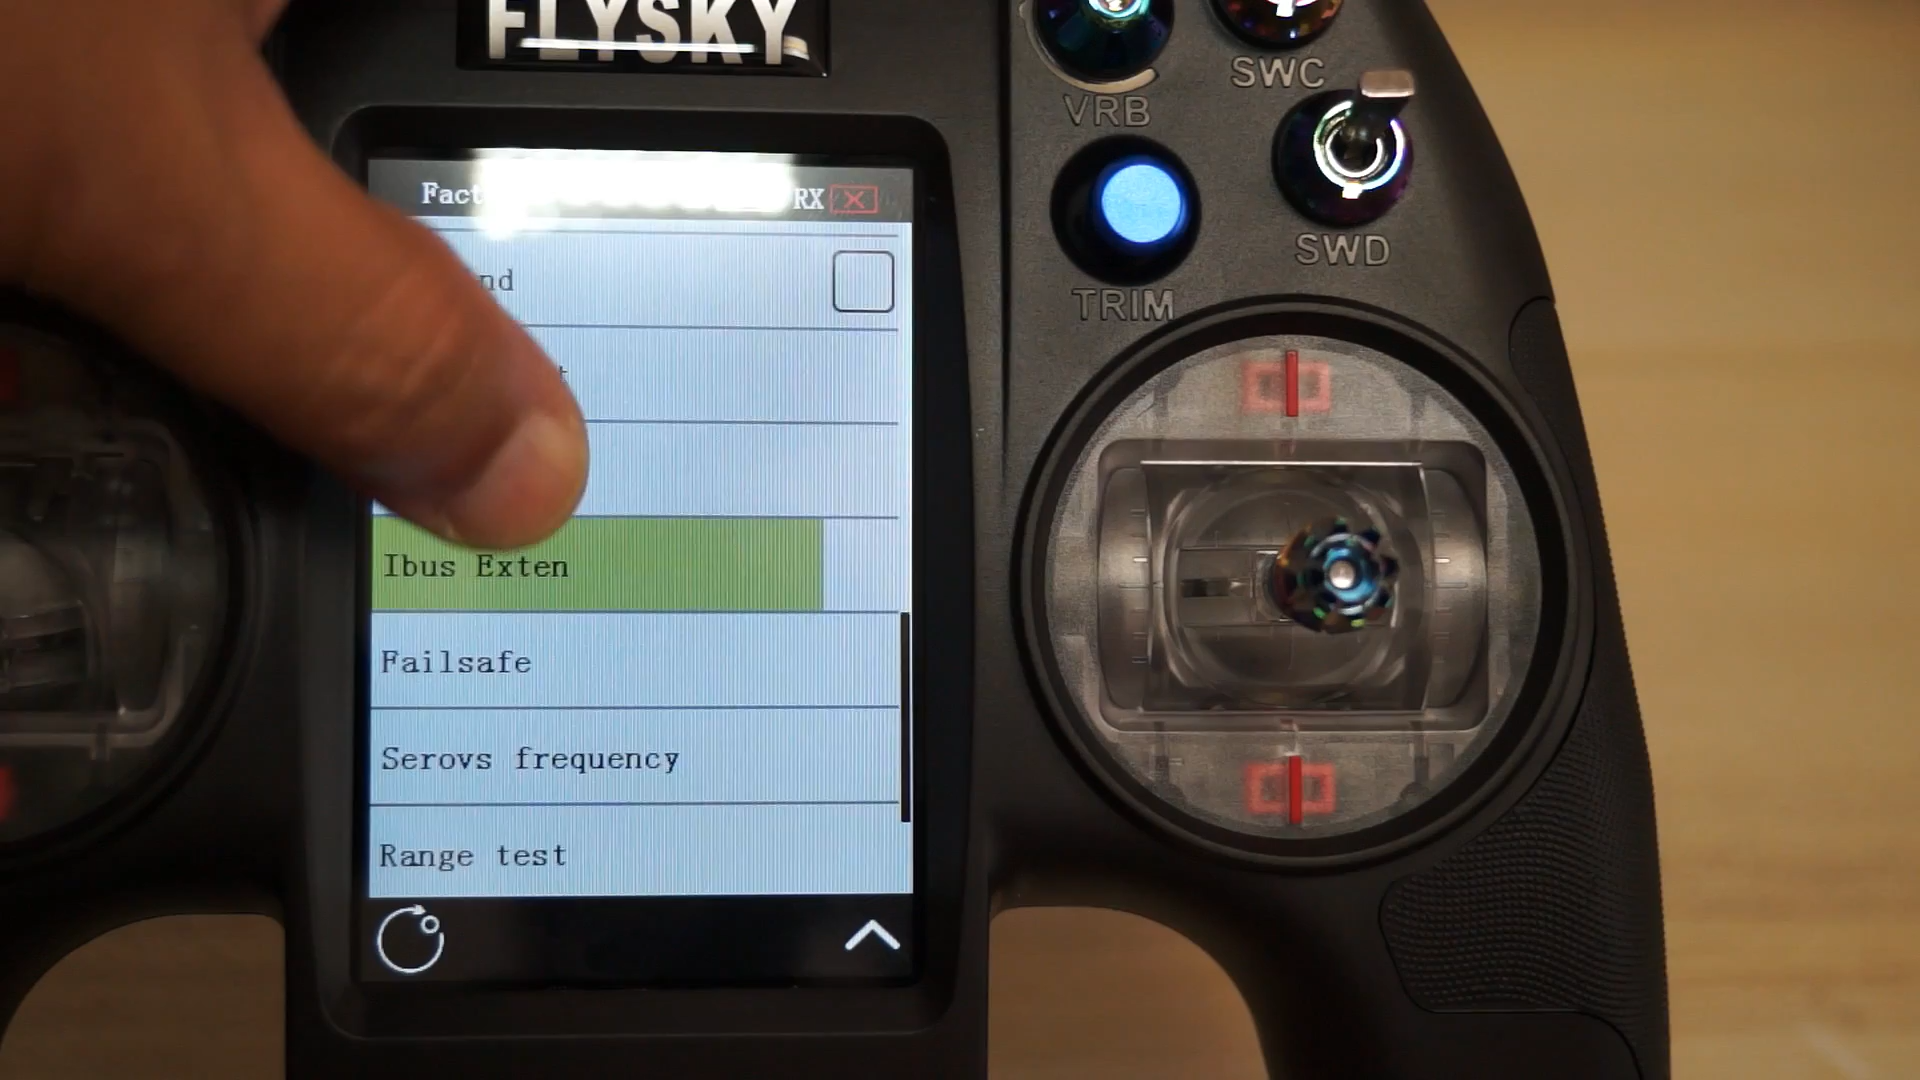 FLYSKY
SWC
VRB
SWD
TRIM
RX
Ibus Exten
Failsafe
Serovs frequency
Range test